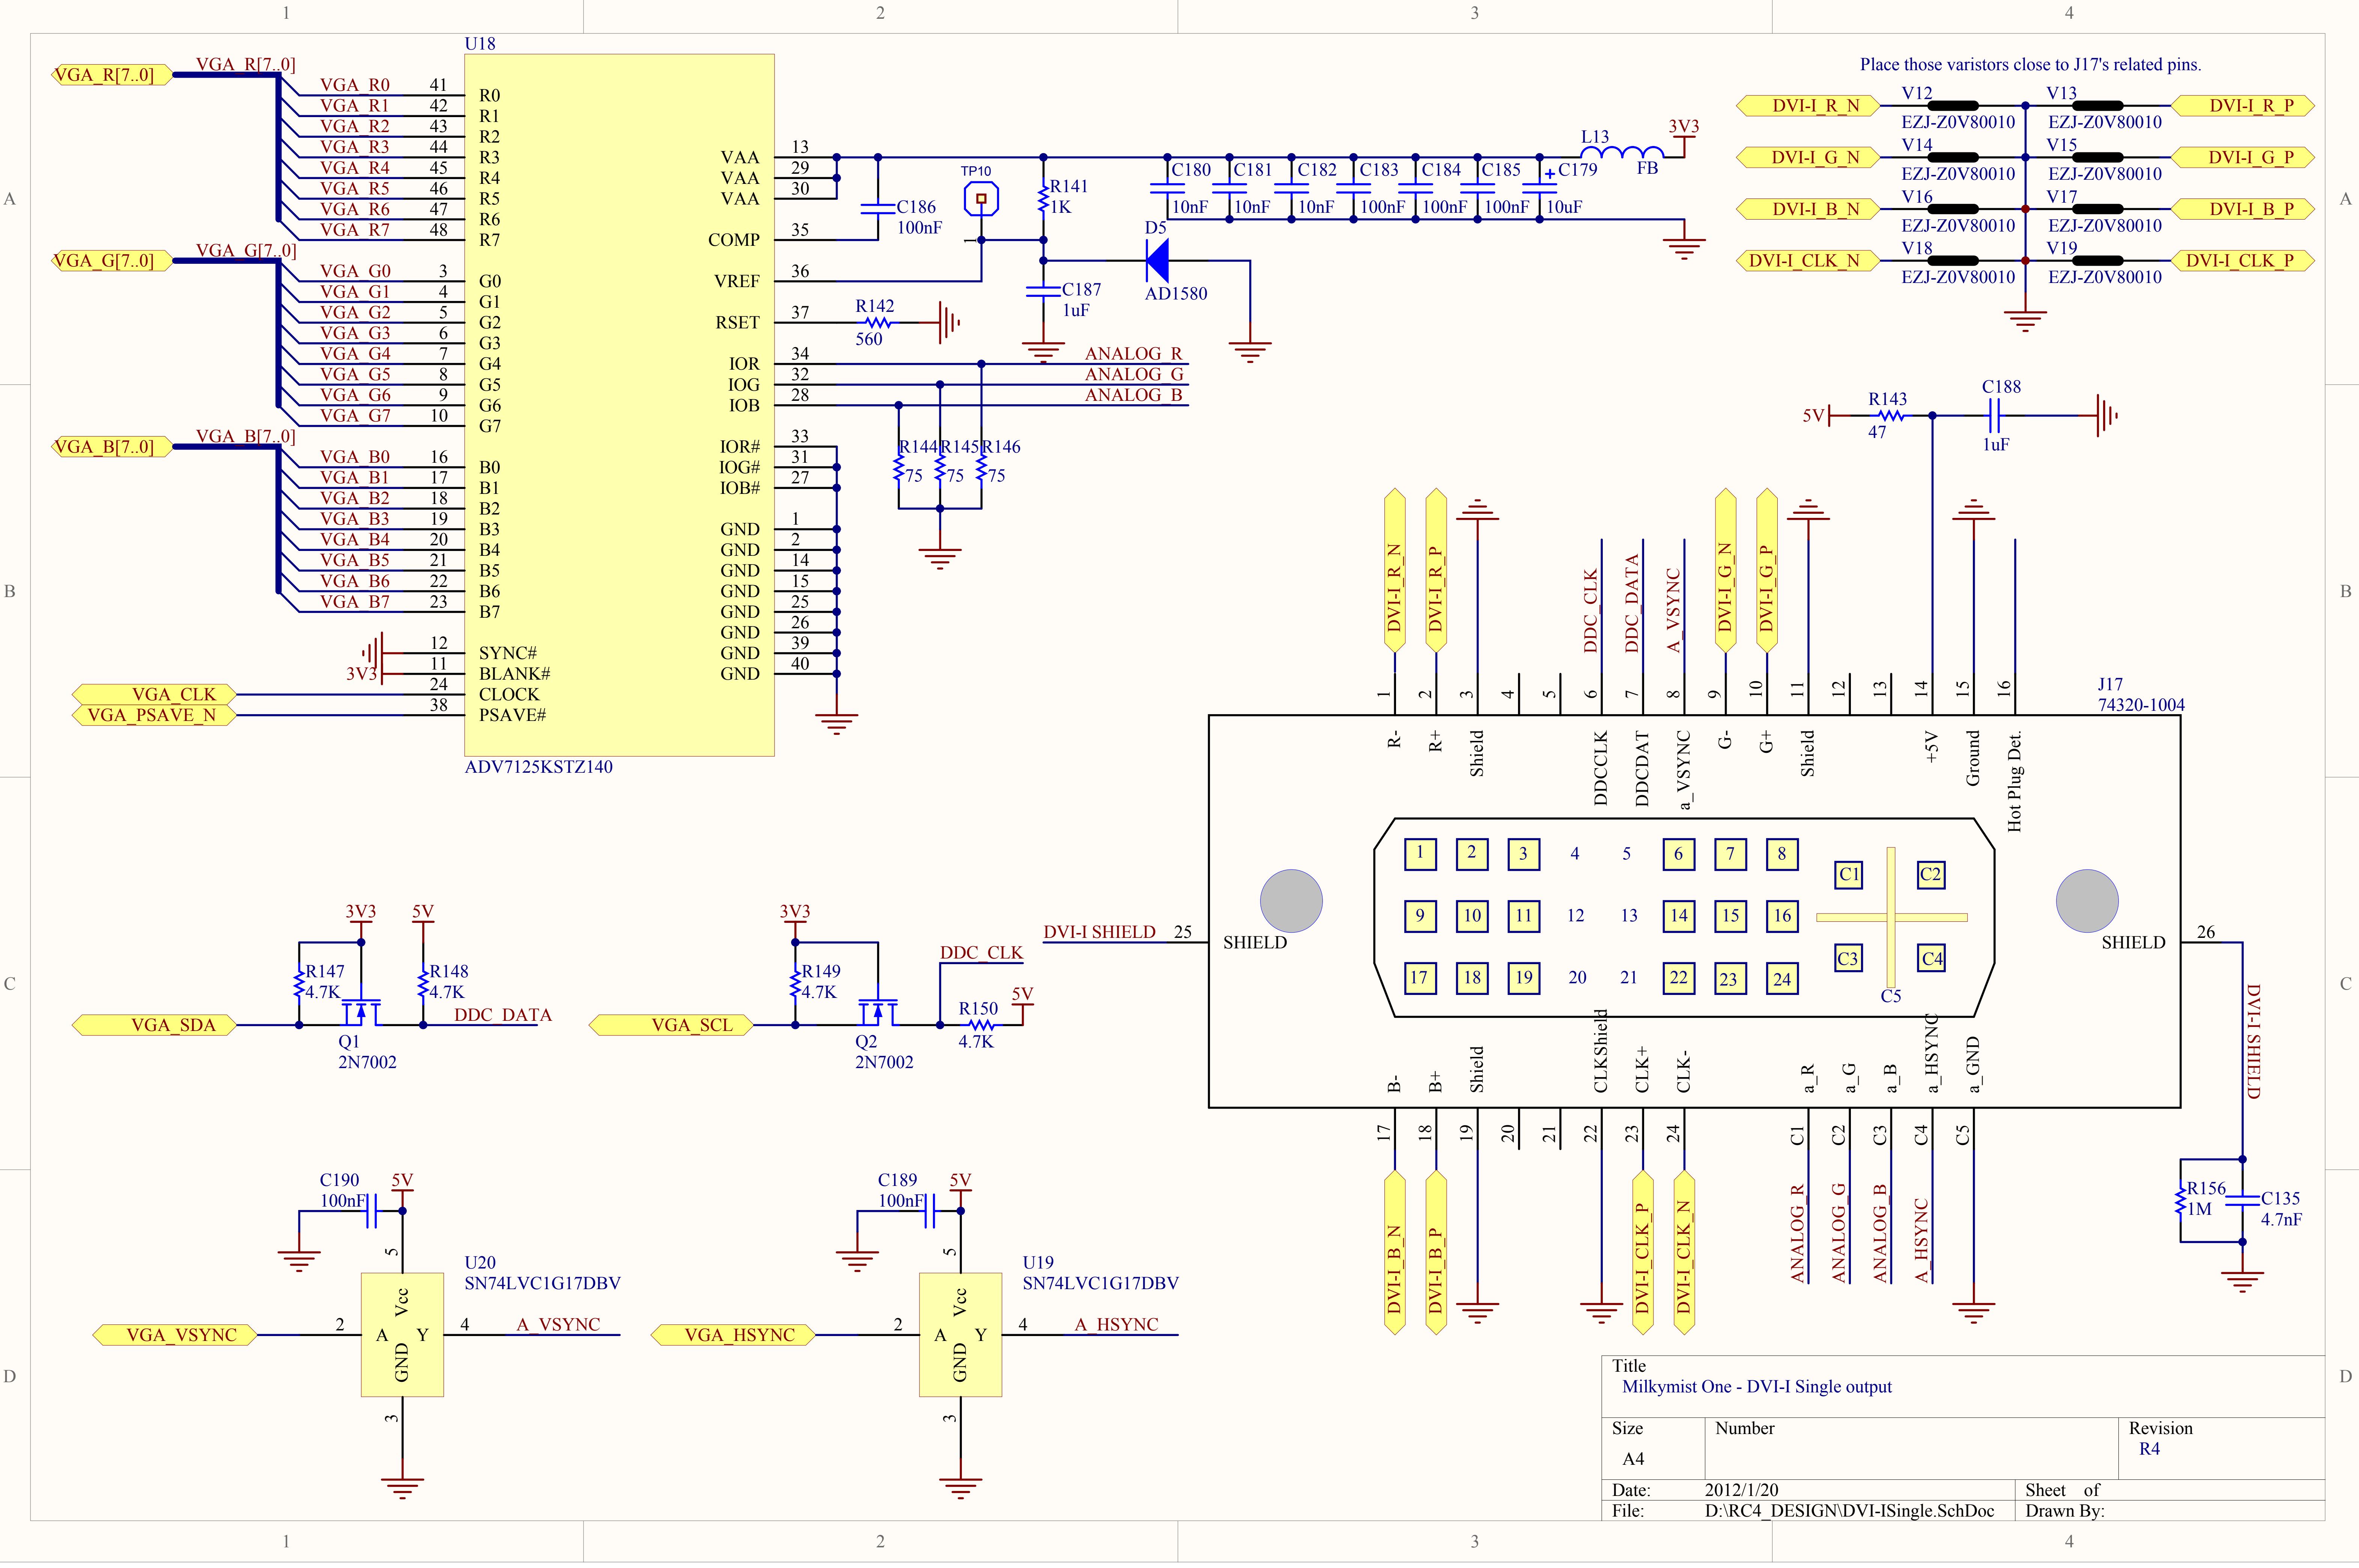 1 2 3 4
A B C D
U18
VGA_R[7..0] VGA_R[7..0]
VGA_R0 41 R0
VGA_R1 42 R1
VGA_R2 43 R2
VGA_R3 44 R3
VGA_R4 45 R4
VGA_R5 46 R5
VGA_R6 47 R6
VGA_R7 48 R7
VGA_G[7..0] VGA_G[7..0]
VGA_G0 3 G0
VGA_G1 4 G1
VGA_G2 5 G2
VGA_G3 6 G3
VGA_G4 7 G4
VGA_G5 8 G5
VGA_G6 9 G6
VGA_G7 10 G7
VGA_B[7..0] VGA_B[7..0]
VGA_B0 16 B0
VGA_B1 17 B1
VGA_B2 18 B2
VGA_B3 19 B3
VGA_B4 20 B4
VGA_B5 21 B5
VGA_B6 22 B6
VGA_B7 23 B7
12 SYNC#
3V3 11 BLANK#
VGA_CLK 24 CLOCK
VGA_PSAVE_N 38 PSAVE#
ADV7125KSTZ140
VAA 13
VAA 29
VAA 30
COMP 35
VREF 36
RSET 37
IOR 34
IOG 32
IOB 28
IOR# 33
IOG# 31
IOB# 27
GND 1
GND 2
GND 14
GND 15
GND 25
GND 26
GND 39
GND 40
C186
100nF
TP10
1
R141
1K
C187
1uF
D5
AD1580
R142
560
ANALOG_R
ANALOG_G
ANALOG_B
R144 R145 R146
75 75 75
C180 C181 C182 C183 C184 C185 + C179
10nF 10nF 10nF 100nF 100nF 100nF 10uF
L13
FB
3V3
Place those varistors close to J17's related pins.
DVI-I_R_N V12 V13 DVI-I_R_P
EZJ-Z0V80010 EZJ-Z0V80010
DVI-I_G_N V14 V15 DVI-I_G_P
EZJ-Z0V80010 EZJ-Z0V80010
DVI-I_B_N V16 V17 DVI-I_B_P
EZJ-Z0V80010 EZJ-Z0V80010
DVI-I_CLK_N V18 V19 DVI-I_CLK_P
EZJ-Z0V80010 EZJ-Z0V80010
5V R143 C188
47 1uF
DVI-I_R_N DVI-I_R_P DDC_CLK DDC_DATA A_VSYNC DVI-I_G_N DVI-I_G_P
1 2 3 4 5 6 7 8 9 10 11 12 13 14 15 16
J17
74320-1004
R- R+ Shield DDCCLK DDCDAT a_VSYNC G- G+ Shield +5V Ground Hot Plug Det.
1 2 3 4 5 6 7 8 C1 C2
9 10 11 12 13 14 15 16
17 18 19 20 21 22 23 24 C3 C4
C5
DVI-I SHIELD 25 SHIELD
SHIELD 26
DVI-I SHIELD
B- B+ Shield CLKShield CLK+ CLK- a_R a_G a_B a_HSYNC a_GND
17 18 19 20 21 22 23 24 C1 C2 C3 C4 C5
DVI-I_B_N DVI-I_B_P DVI-I_CLK_P DVI-I_CLK_N ANALOG_R ANALOG_G ANALOG_B A_HSYNC
R156
1M
C135
4.7nF
3V3 5V
R147 R148
4.7K 4.7K
VGA_SDA DDC_DATA
Q1
2N7002
3V3
DDC_CLK
R149
4.7K
R150 5V
4.7K
VGA_SCL
Q2
2N7002
C190 5V
100nF
5
U20
SN74LVC1G17DBV
Vcc
VGA_VSYNC 2 A Y 4 A_VSYNC
GND
3
C189 5V
100nF
5
U19
SN74LVC1G17DBV
Vcc
VGA_HSYNC 2 A Y 4 A_HSYNC
GND
3
Title
Milkymist One - DVI-I Single output
Size Number Revision
A4 R4
Date: 2012/1/20 Sheet of
File: D:\RC4_DESIGN\DVI-ISingle.SchDoc Drawn By:
A B C D
1 2 3 4